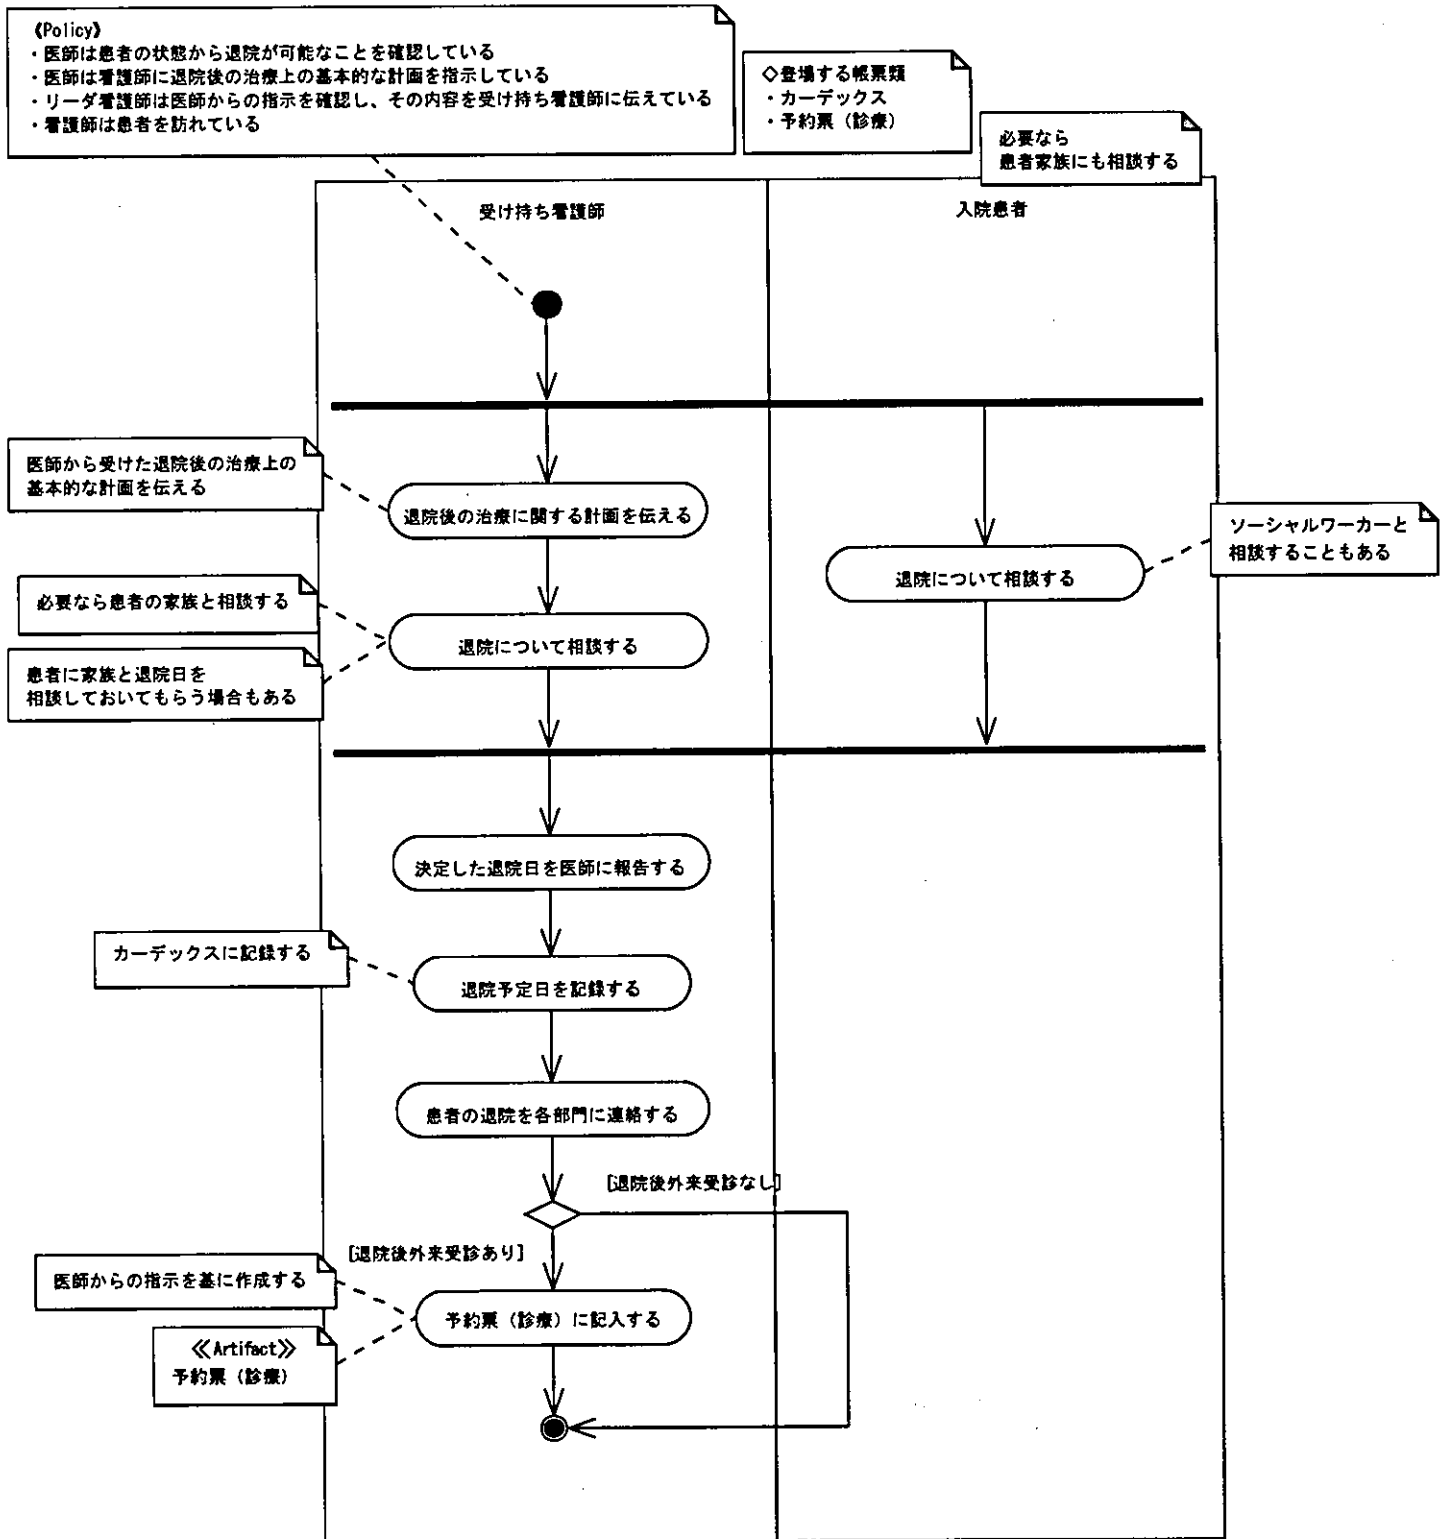 《Policy》
・医師は患者の状態から退院が可能なことを確認している
・医師は看護師に退院後の治療上の基本的な計画を指示している
・リーダ看護師は医師からの指示を確認し、その内容を受け持ち看護師に伝えている
・看護師は患者を訪れている
◇登場する帳票類
・カーデックス
・予約票（診療）
必要なら
患者家族にも相談する
受け持ち看護師
入院患者
医師から受けた退院後の治療上の
基本的な計画を伝える
退院後の治療に関する計画を伝える
ソーシャルワーカーと
相談することもある
退院について相談する
必要なら患者の家族と相談する
退院について相談する
患者に家族と退院日を
相談しておいてもらう場合もある
決定した退院日を医師に報告する
カーデックスに記録する
退院予定日を記録する
患者の退院を各部門に連絡する
[退院後外来受診なし]
[退院後外来受診あり]
医師からの指示を基に作成する
予約票（診療）に記入する
≪Artifact≫
予約票（診療）